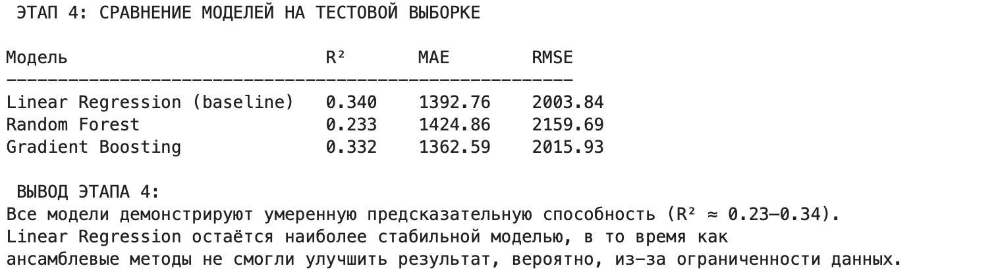 ЭТАП 4: СРАВНЕНИЕ МОДЕЛЕЙ НА ТЕСТОВОЙ ВЫБОРКЕ
Модель R² MAE RMSE
-------------------------------------------------------
Linear Regression (baseline) 0.340 1392.76 2003.84
Random Forest 0.233 1424.86 2159.69
Gradient Boosting 0.332 1362.59 2015.93
ВЫВОД ЭТАПА 4:
Все модели демонстрируют умеренную предсказательную способность (R² ≈ 0.23–0.34).
Linear Regression остаётся наиболее стабильной моделью, в то время как
ансамблевые методы не смогли улучшить результат, вероятно, из-за ограниченности данных.